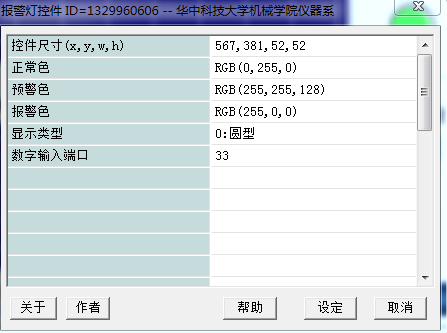 报警灯控件 ID=1329960606 -- 华中科技大学机械学院仪器系
控件尺寸(x,y,w,h) 567,381,52,52
正常色 RGB(0,255,0)
预警色 RGB(255,255,128)
报警色 RGB(255,0,0)
显示类型 0:圆型
数字输入端口 33
关于 作者 帮助 设定 取消